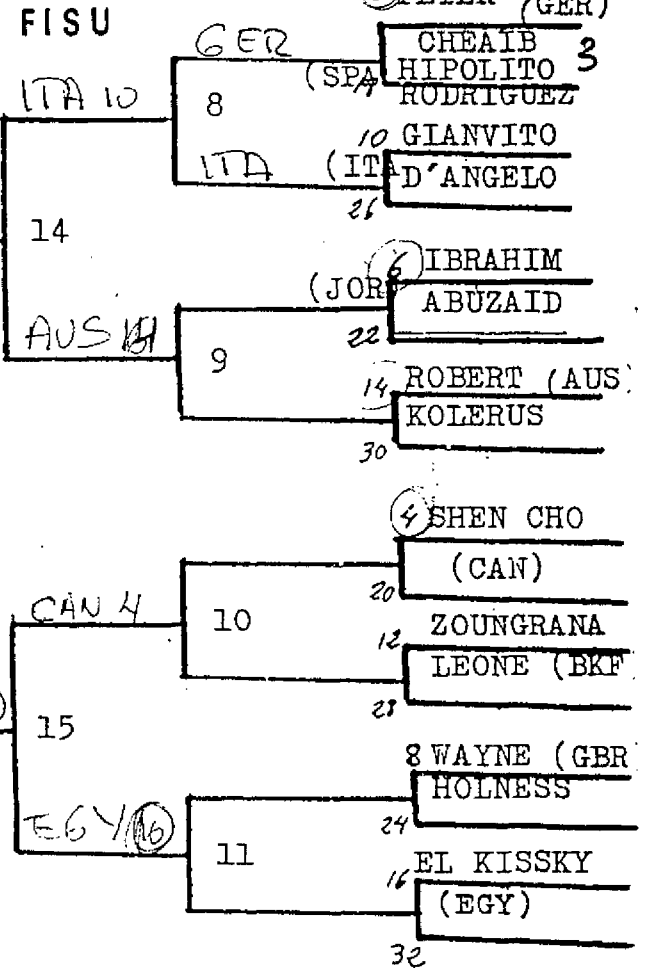 FISU
(GER)
GER
CHEAIB 3
(SPA HIPOLITO
RODRIGUEZ
ITA 10
8
10 GIANVITO
ITA (ITA D'ANGELO
26
14
6 IBRAHIM
(JOR ABUZAID
22
AUS
9
14 ROBERT (AUS
KOLERUS
30
4 SHEN CHO
(CAN)
20
CAN 4
10
12 ZOUNGRANA
LEONE (BKF
28
15
8 WAYNE (GBR
HOLNESS
24
EGY 16
11
16 EL KISSKY
(EGY)
32